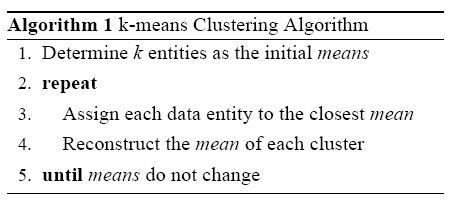 Algorithm 1 k-means Clustering Algorithm
1. Determine k entities as the initial means
2. repeat
3. Assign each data entity to the closest mean
4. Reconstruct the mean of each cluster
5. until means do not change